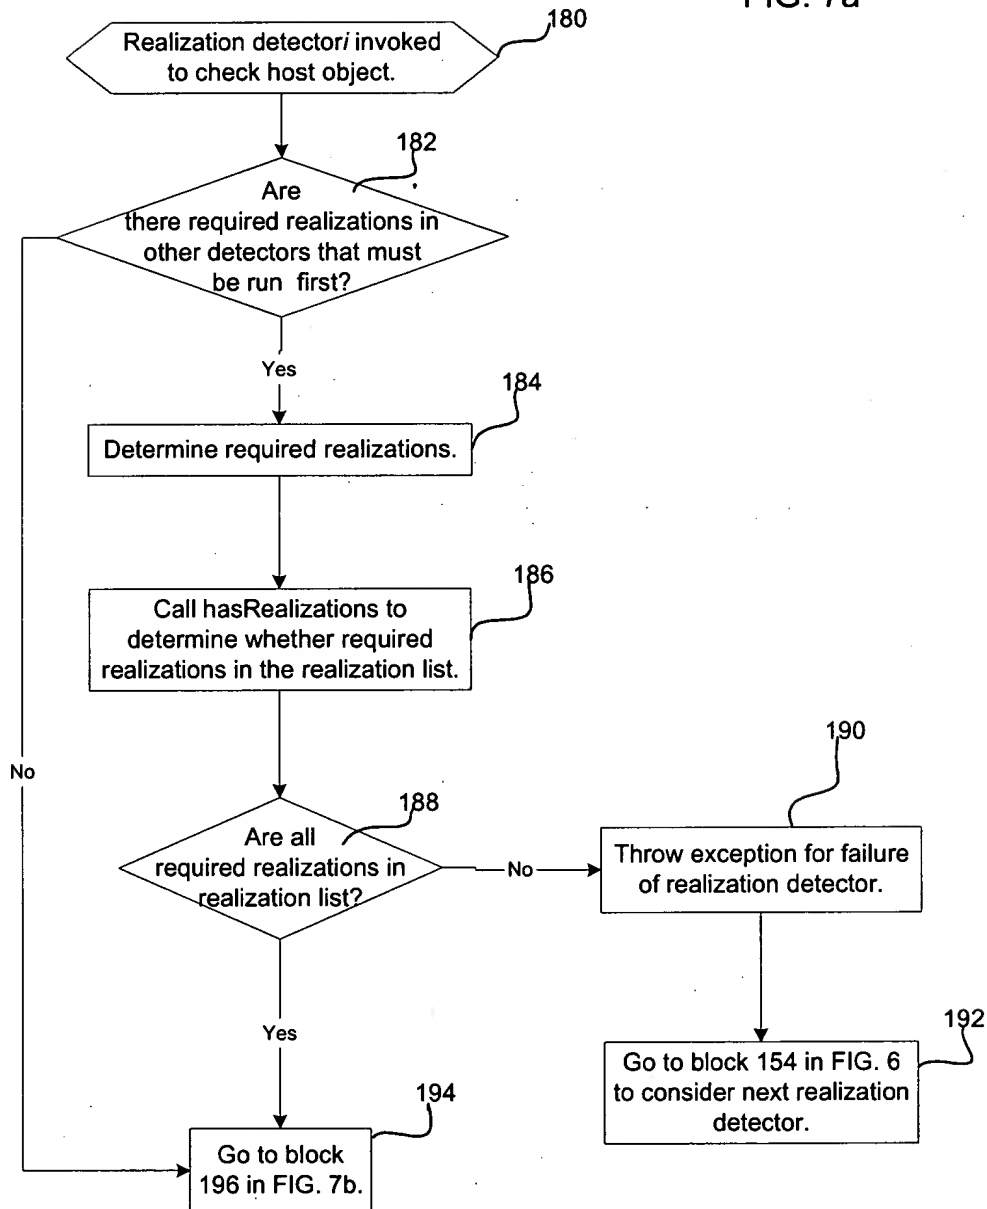 FIG. 7a
180
Realization detectori invoked
to check host object.
182
Are
there required realizations in
other detectors that must
be run first?
Yes
184
Determine required realizations.
186
Call hasRealizations to
determine whether required
realizations in the realization list.
No
188
Are all
required realizations in
realization list?
No
190
Throw exception for failure
of realization detector.
Yes
192
Go to block 154 in FIG. 6
to consider next realization
detector.
194
Go to block
196 in FIG. 7b.